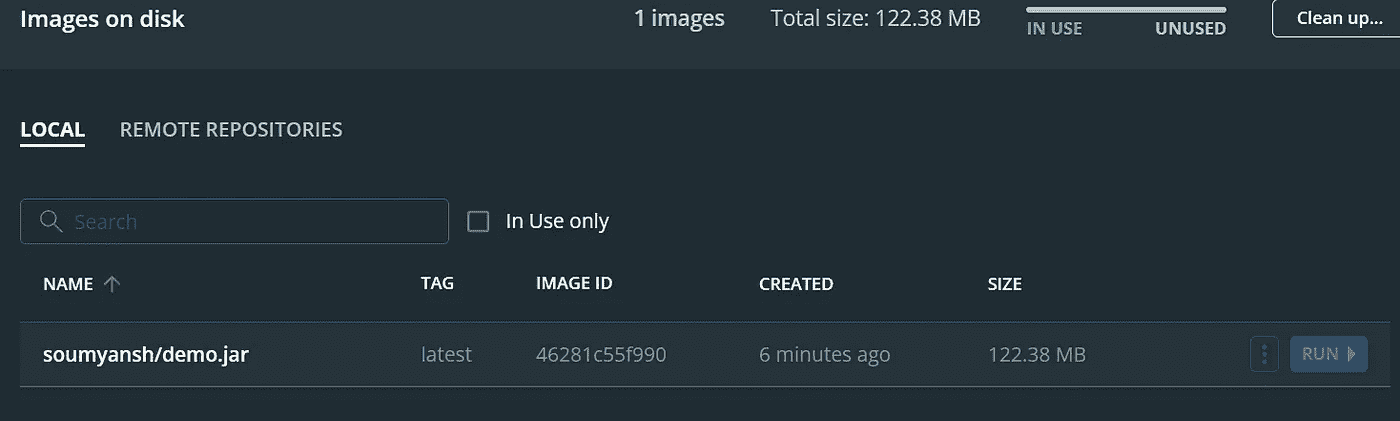 Images on disk 1 images Total size: 122.38 MB IN USE UNUSED Clean up...
LOCAL REMOTE REPOSITORIES
Search In Use only
NAME TAG IMAGE ID CREATED SIZE
soumyansh/demo.jar latest 46281c55f990 6 minutes ago 122.38 MB RUN